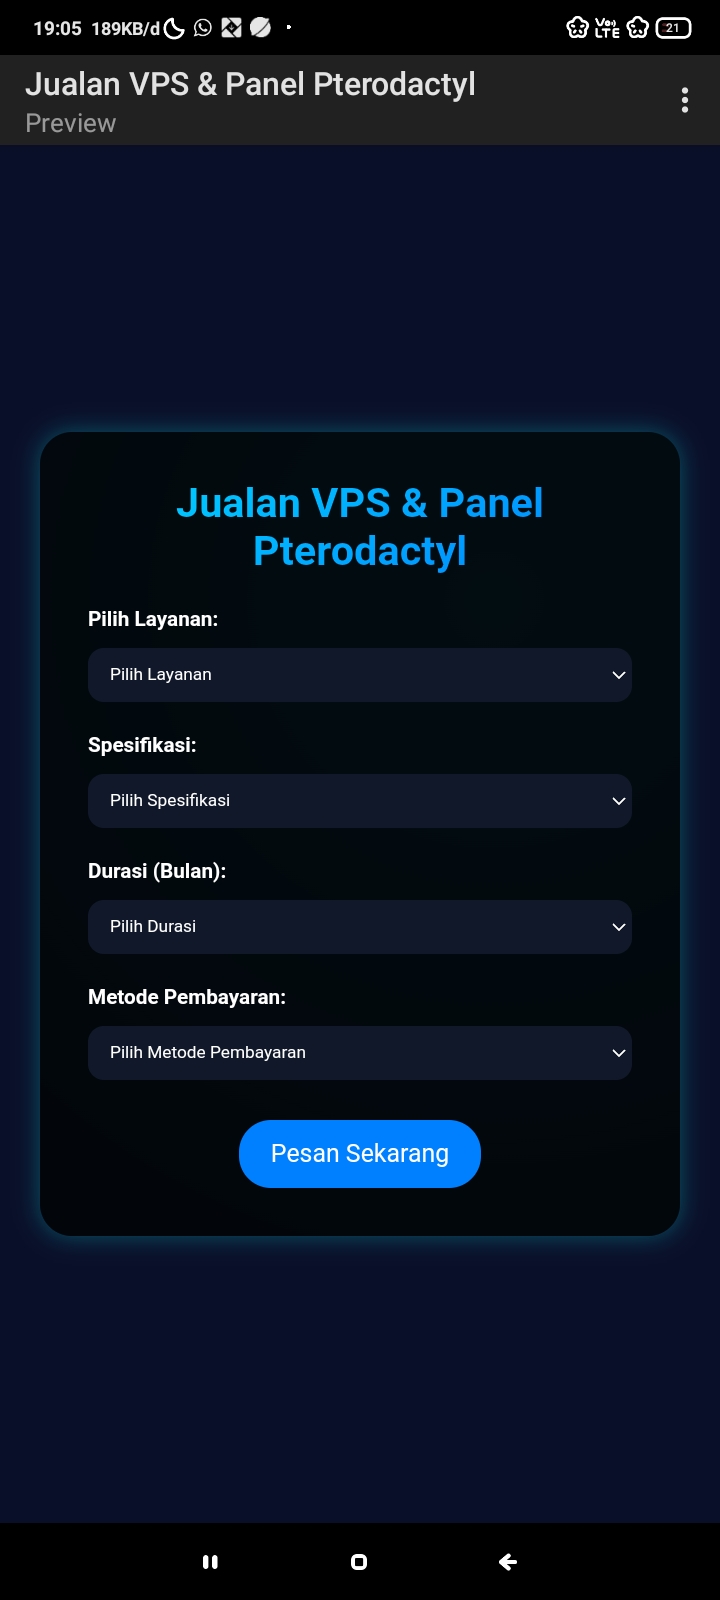 19:05 189KB/d
Vo))
LTE
21
Jualan VPS & Panel Pterodactyl
Preview
Jualan VPS & Panel
Pterodactyl
Pilih Layanan:
Pilih Layanan
Spesifikasi:
Pilih Spesifikasi
Durasi (Bulan):
Pilih Durasi
Metode Pembayaran:
Pilih Metode Pembayaran
Pesan Sekarang